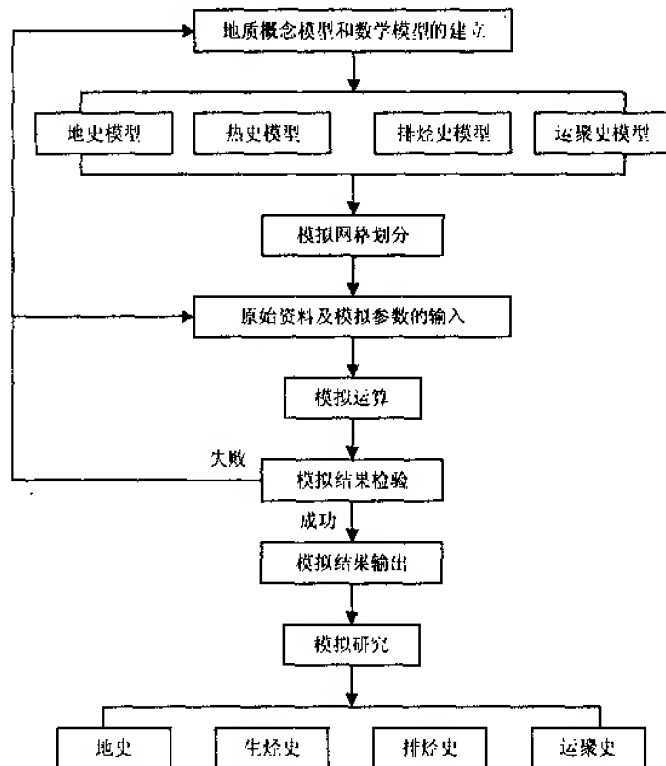 地质概念模型和数学模型的建立
地史模型
热史模型
排烃史模型
运聚史模型
模拟网格划分
原始资料及模拟参数的输入
模拟运算
失败
模拟结果检验
成功
模拟结果输出
模拟研究
地史
生烃史
排烃史
运聚史